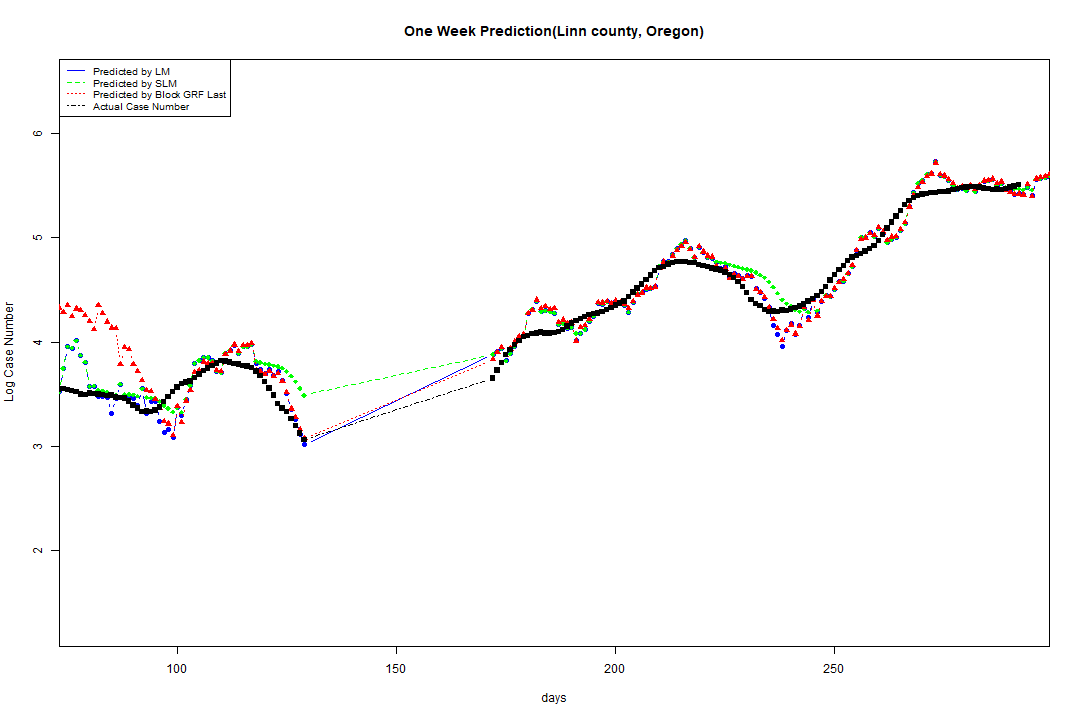 One Week Prediction(Linn county, Oregon)
Predicted by LM
Predicted by SLM
Predicted by Block GRF Last
Actual Case Number
6
5
4
3
2
Log Case Number
100
150
200
250
days